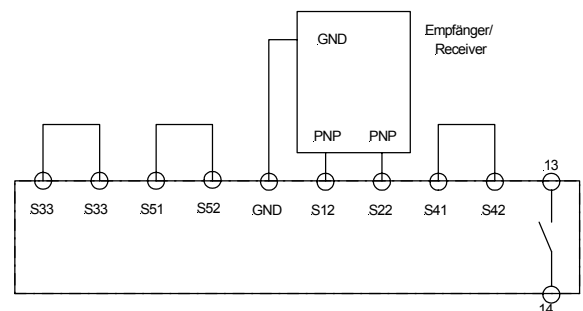 GND
Empfänger/
Receiver
PNP PNP
13
S33 S33 S51 S52 GND S12 S22 S41 S42
14